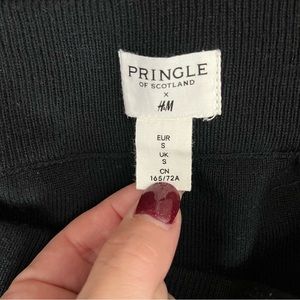 PRINGLE
OF SCOTLAND
x
H&M
EUR
S
UK
S
CN
165/72A